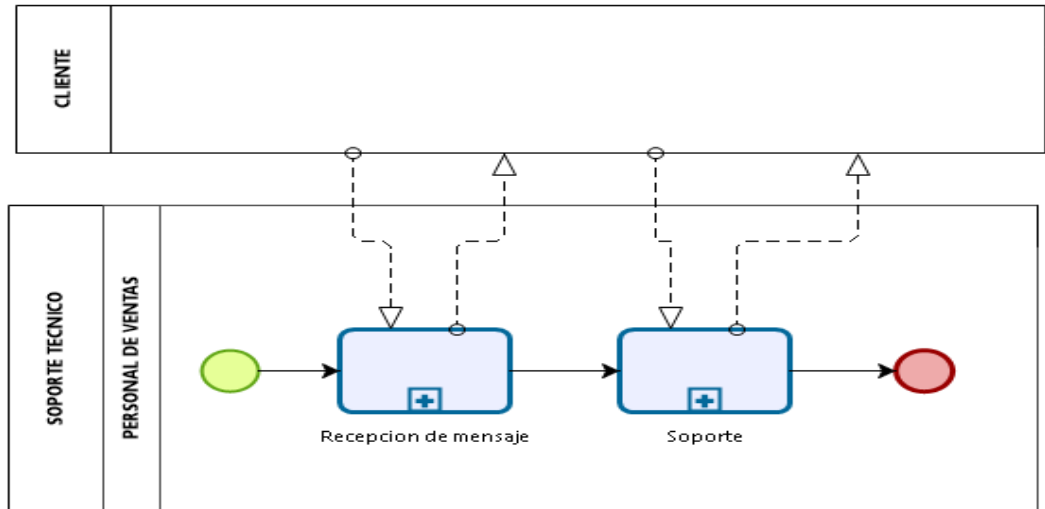 CLIENTE
SOPORTE TECNICO
PERSONAL DE VENTAS
Recepcion de mensaje
Soporte